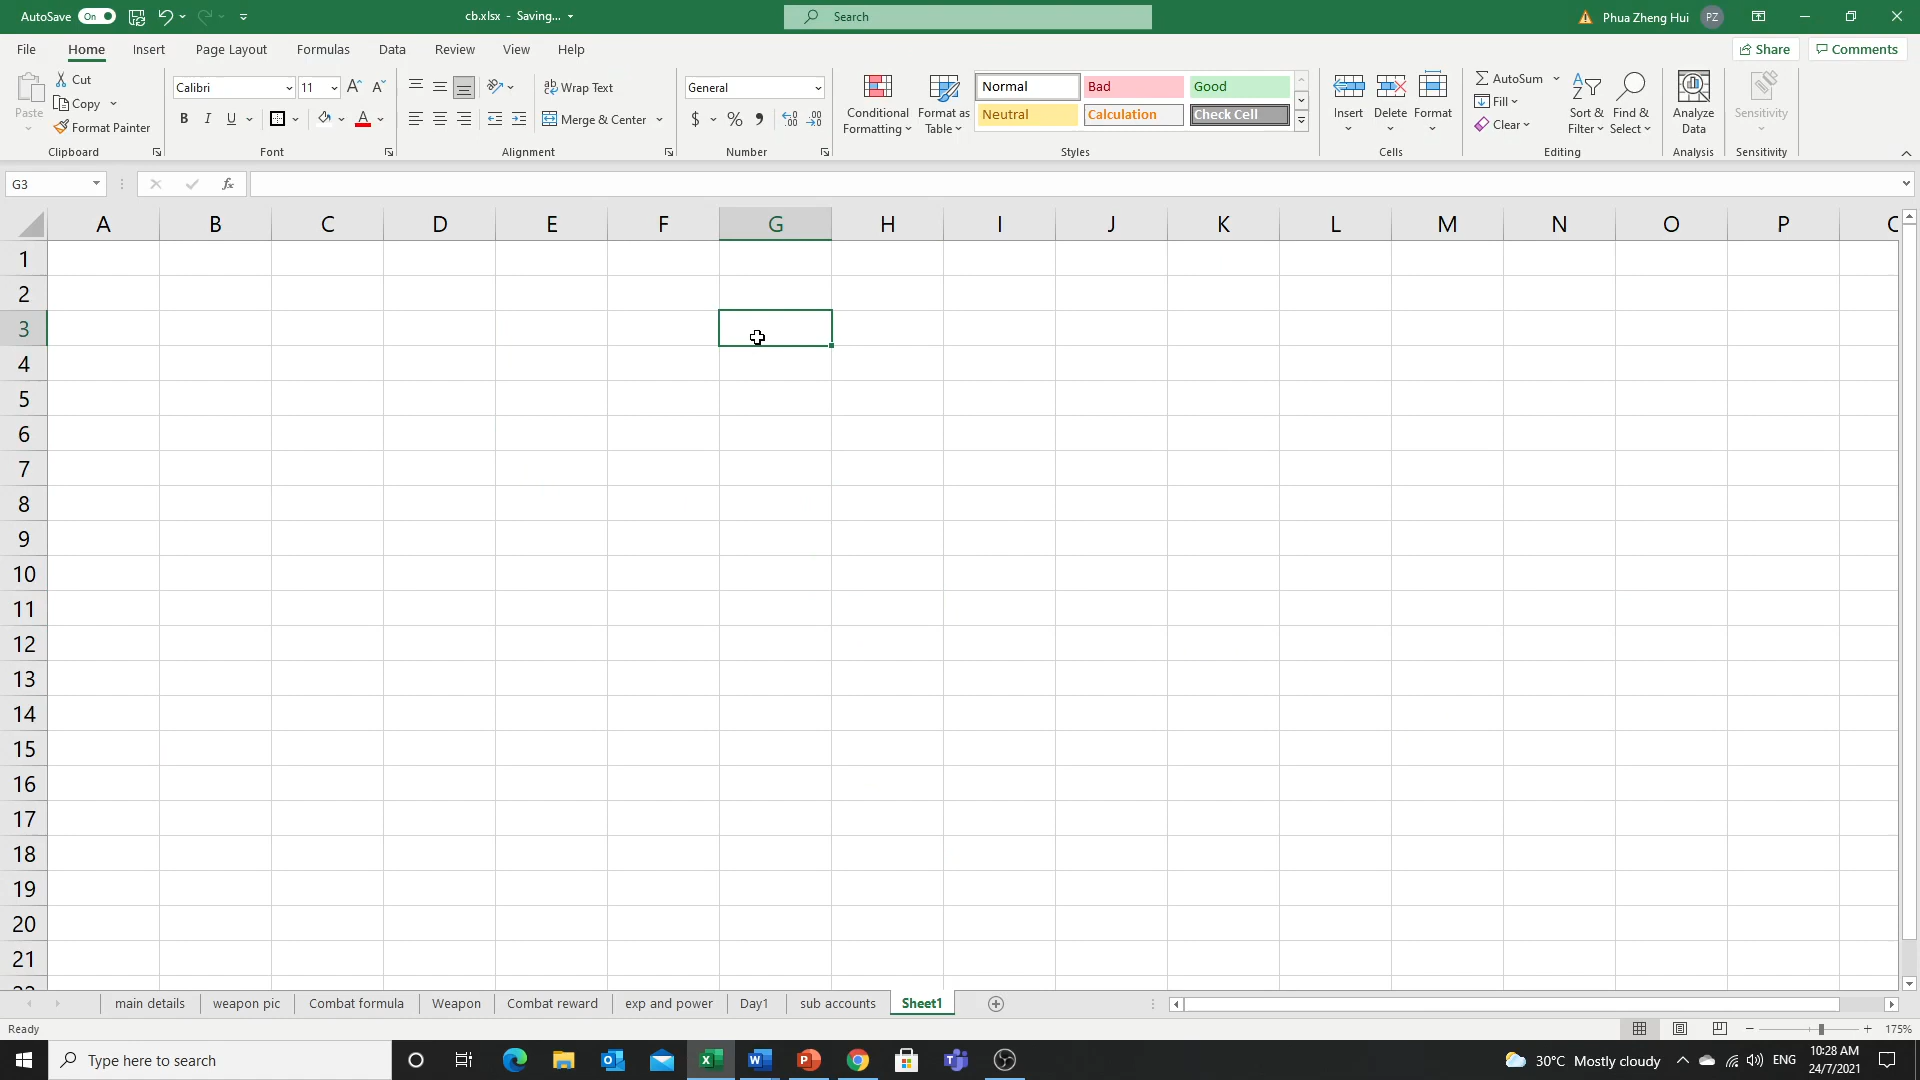 AutoSave On cb.xlsx - Saving... Search Phua Zheng Hui PZ
File Home Insert Page Layout Formulas Data Review View Help Share Comments
Paste Cut Copy Format Painter Clipboard
Calibri 11 B I U A Font
Wrap Text Merge & Center Alignment
General $ % Number
Conditional Formatting Format as Table
Normal Bad Good
Neutral Calculation Check Cell
Styles
Insert Delete Format Cells
AutoSum Fill Clear Sort & Filter Find & Select Editing
Analyze Data Analysis
Sensitivity Sensitivity
G3 fx
A B C D E F G H I J K L M N O P
1
2
3
4
5
6
7
8
9
10
11
12
13
14
15
16
17
18
19
20
21
main details weapon pic Combat formula Weapon Combat reward exp and power Day1 sub accounts Sheet1
Ready 175%
Type here to search 30°C Mostly cloudy ENG 10:28 AM
24/7/2021